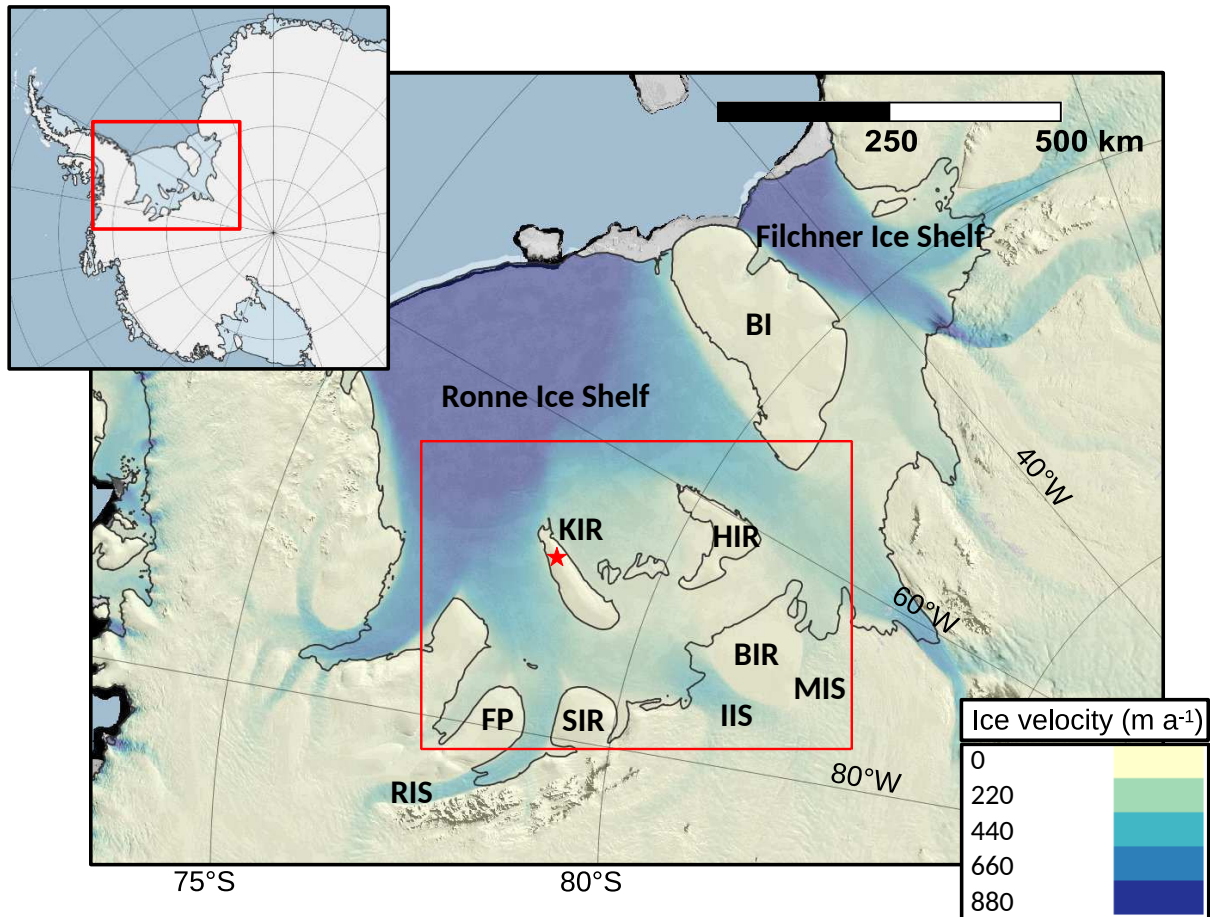 250
500 km
Filchner Ice Shelf
BI
Ronne Ice Shelf
40°W
KIR
HIR
60°W
BIR
MIS
FP
SIR
IIS
RIS
80°W
75°S
80°S
Ice velocity (m a-1)
0
220
440
660
880